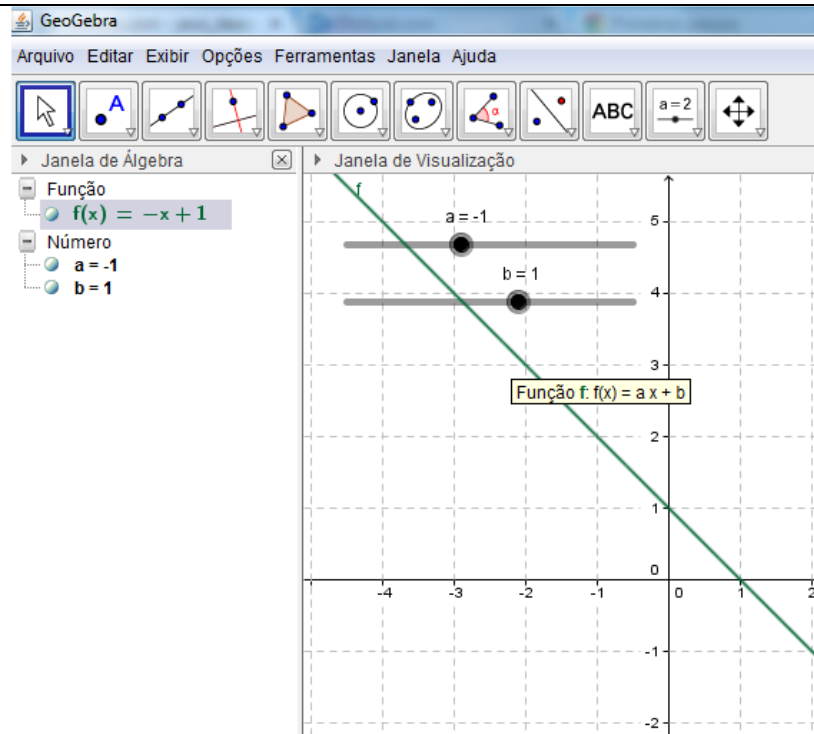 GeoGebra
Arquivo Editar Exibir Opções Ferramentas Janela Ajuda
A α ABC a = 2
Janela de Álgebra
Janela de Visualização
Função
f(x) = −x + 1
Número
a = -1
b = 1
f
a = -1
b = 1
Função f: f(x) = a x + b
5
4
3
2
1
0
-4 -3 -2 -1 0 1 2
-1
-2